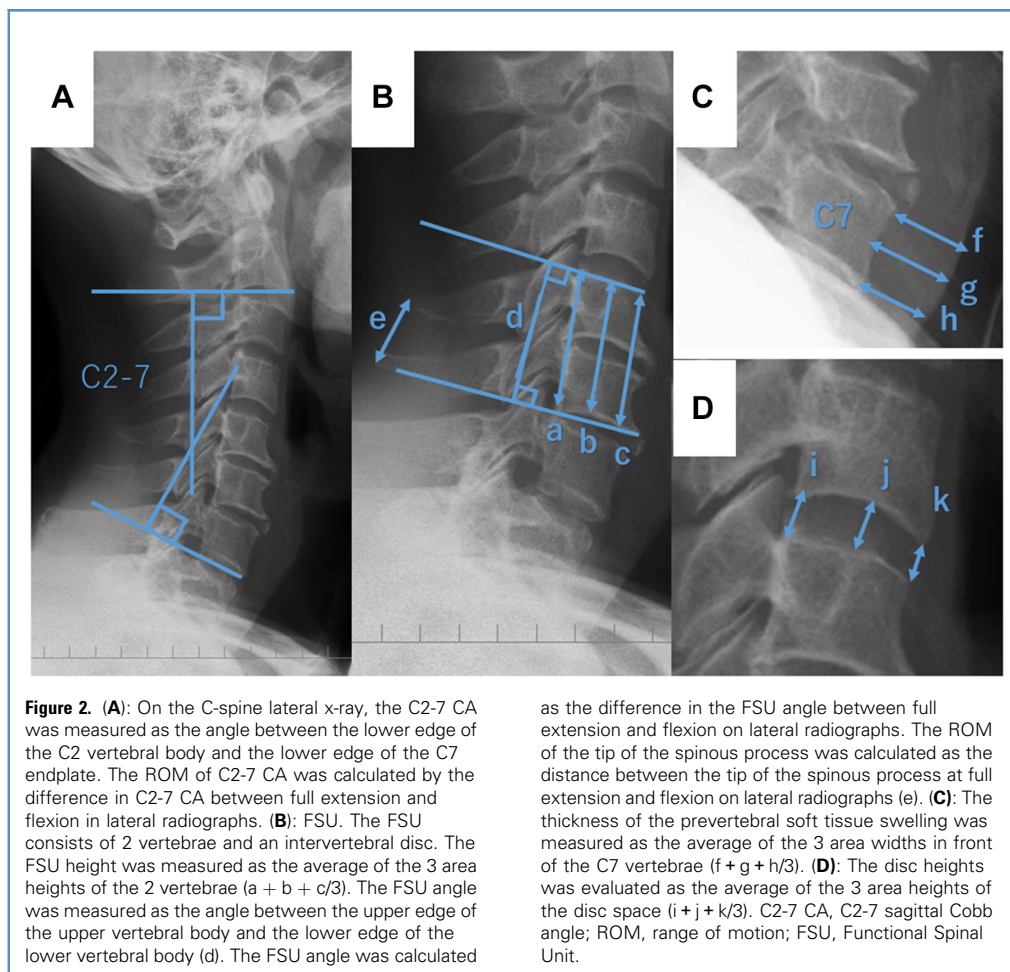 A
B
C
D
C2-7
e
d
a
b
c
C7
f
g
h
i
j
k
Figure 2. (A): On the C-spine lateral x-ray, the C2-7 CA
was measured as the angle between the lower edge of
the C2 vertebral body and the lower edge of the C7
endplate. The ROM of C2-7 CA was calculated by the
difference in C2-7 CA between full extension and
flexion in lateral radiographs. (B): FSU. The FSU
consists of 2 vertebrae and an intervertebral disc. The
FSU height was measured as the average of the 3 area
heights of the 2 vertebrae (a + b + c/3). The FSU angle
was measured as the angle between the upper edge of
the upper vertebral body and the lower edge of the
lower vertebral body (d). The FSU angle was calculated
as the difference in the FSU angle between full
extension and flexion on lateral radiographs. The ROM
of the tip of the spinous process was calculated as the
distance between the tip of the spinous process at full
extension and flexion on lateral radiographs (e). (C): The
thickness of the prevertebral soft tissue swelling was
measured as the average of the 3 area widths in front
of the C7 vertebrae (f + g + h/3). (D): The disc heights
was evaluated as the average of the 3 area heights of
the disc space (i + j + k/3). C2-7 CA, C2-7 sagittal Cobb
angle; ROM, range of motion; FSU, Functional Spinal
Unit.